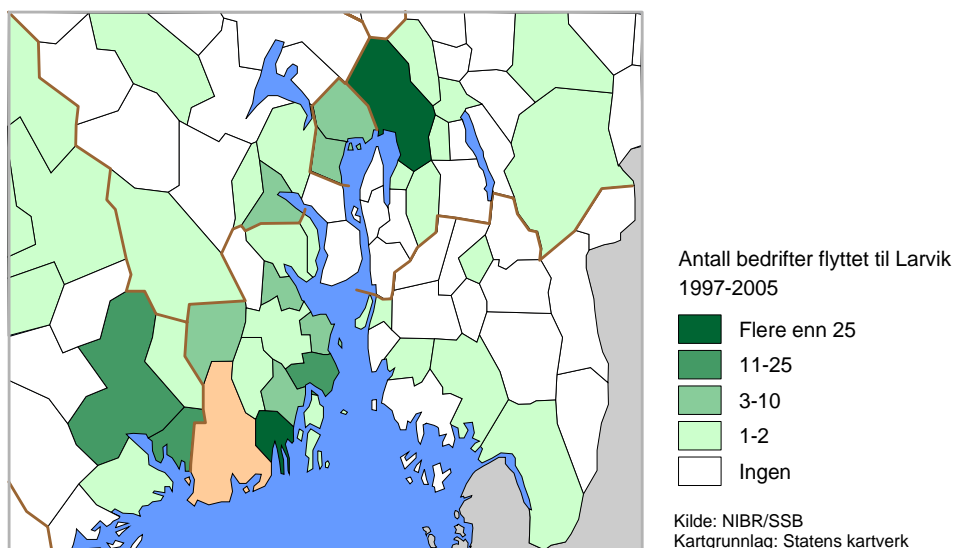 Antall bedrifter flyttet til Larvik
1997-2005
Flere enn 25
11-25
3-10
1-2
Ingen
Kilde: NIBR/SSB
Kartgrunnlag: Statens kartverk